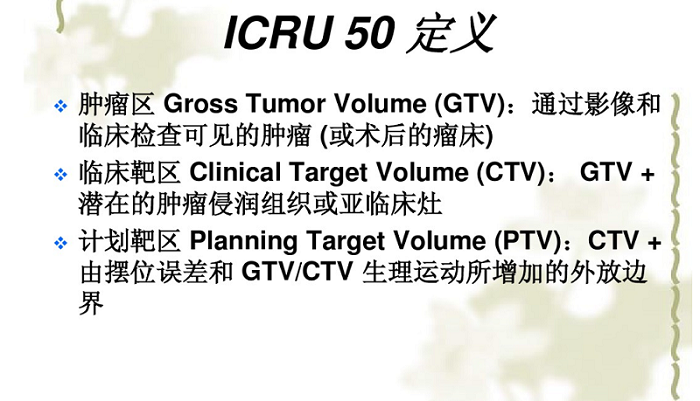 ICRU 50 定义
肿瘤区 Gross Tumor Volume (GTV)：通过影像和
临床检查可见的肿瘤 (或术后的瘤床)
临床靶区 Clinical Target Volume (CTV)： GTV +
潜在的肿瘤侵润组织或亚临床灶
计划靶区 Planning Target Volume (PTV)：CTV +
由摆位误差和 GTV/CTV 生理运动所增加的外放边
界